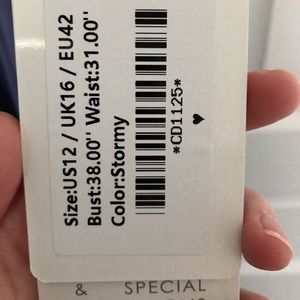 Size:US12 / UK16 / EU42
Bust:38.00'' Waist:31.00''
Color:Stormy
*CD1125*
& SPECIAL